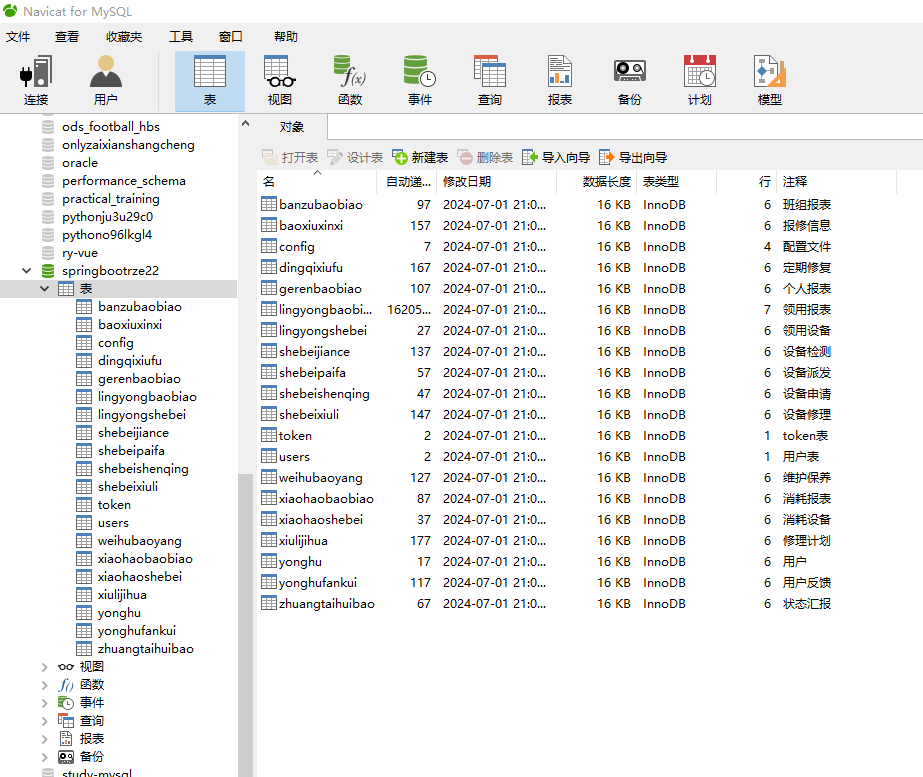 Navicat for MySQL
文件 查看 收藏夹 工具 窗口 帮助
连接 用户 表 视图 函数 事件 查询 报表 备份 计划 模型
ods_football_hbs
onlyzaixianshangcheng
oracle
performance_schema
practical_training
pythonju3u29c0
pythono96lkgl4
ry-vue
springbootrze22
表
banzubaobiao
baoxiuxinxi
config
dingqixiufu
gerenbaobiao
lingyongbaobiao
lingyongshebei
shebeijiance
shebeipaifa
shebeishenqing
shebeixiuli
token
users
weihubaoyang
xiaohaobaobiao
xiaohaoshebei
xiulijihua
yonghu
yonghufankui
zhuangtaihuibao
视图
函数
事件
查询
报表
备份
study-mysql
对象
打开表 设计表 新建表 删除表 导入向导 导出向导
名 自动递... 修改日期 数据长度 表类型 行 注释
banzubaobiao 97 2024-07-01 21:0... 16 KB InnoDB 6 班组报表
baoxiuxinxi 157 2024-07-01 21:0... 16 KB InnoDB 6 报修信息
config 7 2024-07-01 21:0... 16 KB InnoDB 4 配置文件
dingqixiufu 167 2024-07-01 21:0... 16 KB InnoDB 6 定期修复
gerenbaobiao 107 2024-07-01 21:0... 16 KB InnoDB 6 个人报表
lingyongbaobi... 16205... 2024-07-01 21:0... 16 KB InnoDB 7 领用报表
lingyongshebei 27 2024-07-01 21:0... 16 KB InnoDB 6 领用设备
shebeijiance 137 2024-07-01 21:0... 16 KB InnoDB 6 设备检测
shebeipaifa 57 2024-07-01 21:0... 16 KB InnoDB 6 设备派发
shebeishenqing 47 2024-07-01 21:0... 16 KB InnoDB 6 设备申请
shebeixiuli 147 2024-07-01 21:0... 16 KB InnoDB 6 设备修理
token 2 2024-07-01 21:0... 16 KB InnoDB 1 token表
users 2 2024-07-01 21:0... 16 KB InnoDB 1 用户表
weihubaoyang 127 2024-07-01 21:0... 16 KB InnoDB 6 维护保养
xiaohaobaobiao 87 2024-07-01 21:0... 16 KB InnoDB 6 消耗报表
xiaohaoshebei 37 2024-07-01 21:0... 16 KB InnoDB 6 消耗设备
xiulijihua 177 2024-07-01 21:0... 16 KB InnoDB 6 修理计划
yonghu 17 2024-07-01 21:0... 16 KB InnoDB 6 用户
yonghufankui 117 2024-07-01 21:0... 16 KB InnoDB 6 用户反馈
zhuangtaihuibao 67 2024-07-01 21:0... 16 KB InnoDB 6 状态汇报